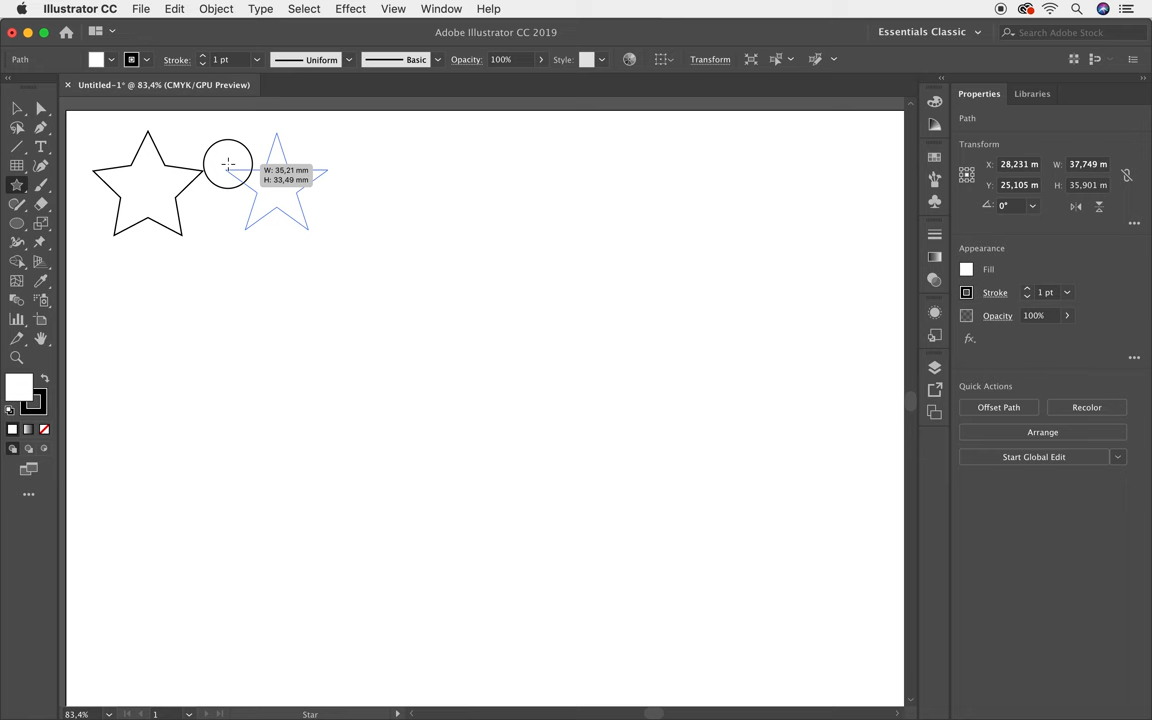 Illustrator CC File Edit Object Type Select Effect View Window Help
Adobe Illustrator CC 2019
Essentials Classic
Search Adobe Stock
Path Stroke: 1 pt Uniform Basic Opacity: 100% Style: Transform
Untitled-1* @ 83,4% (CMYK/GPU Preview)
Properties Libraries
Path
Transform
X: 28,231 m W: 37,749 m
Y: 25,105 m H: 35,901 m
0°
W: 35,21 mm
H: 33,49 mm
Appearance
Fill
Stroke 1 pt
Opacity 100%
fx.
Quick Actions
Offset Path Recolor
Arrange
Start Global Edit
83,4% 1 Star